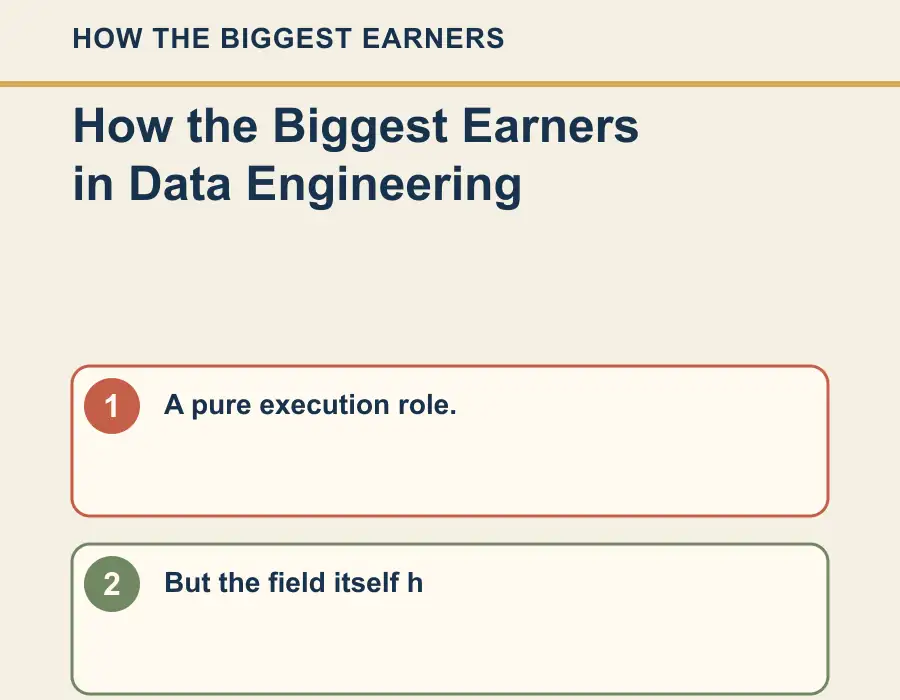 HOW THE BIGGEST EARNERS
How the Biggest Earners
in Data Engineering
1
A pure execution role.
2
But the field itself h